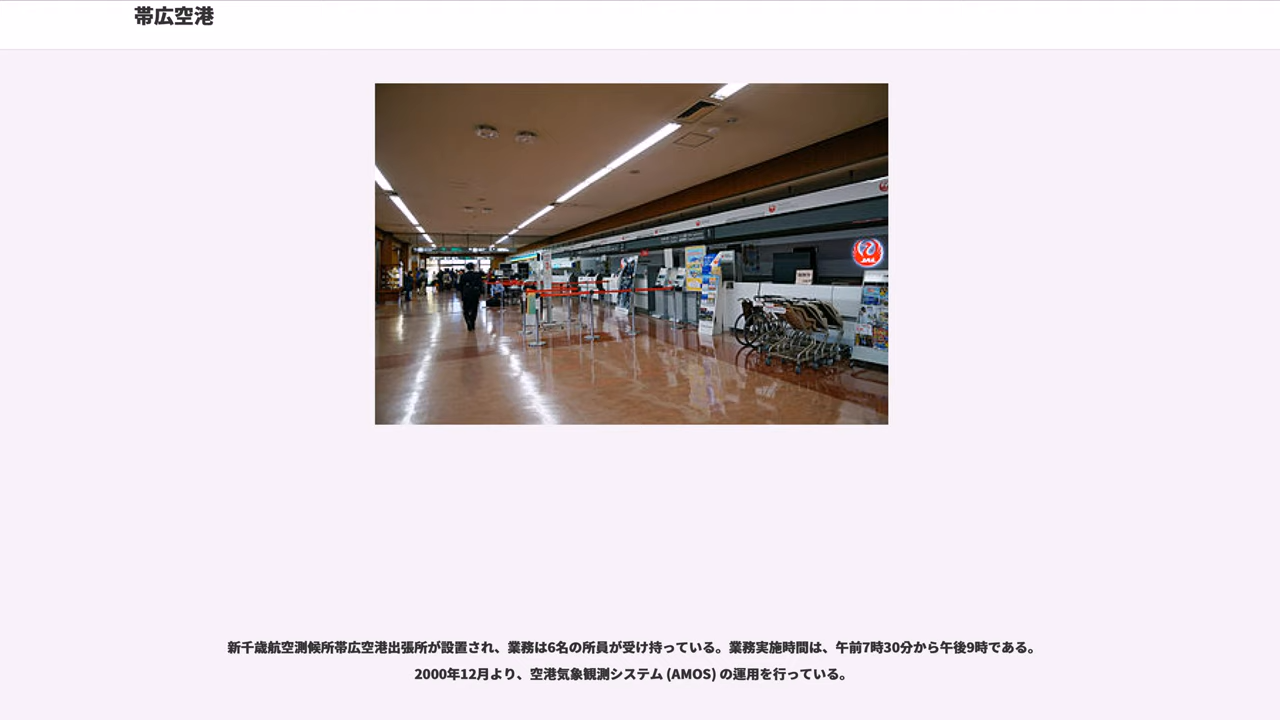 帯広空港
新千歳航空測候所帯広空港出張所が設置され、業務は6名の所員が受け持っている。業務実施時間は、午前7時30分から午後9時である。
2000年12月より、空港気象観測システム (AMOS) の運用を行っている。